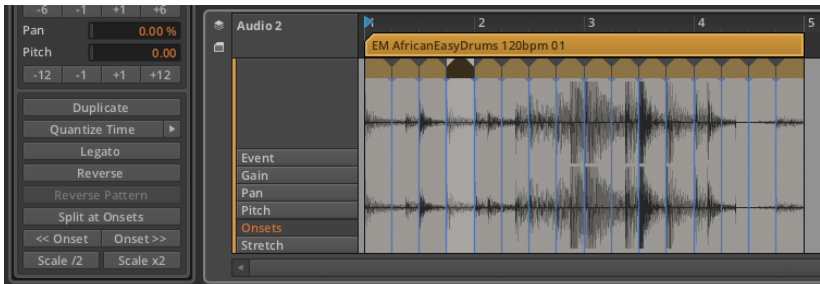 -6 -1 +1 +6
Pan 0.00 %
Pitch 0.00
-12 -1 +1 +12
Duplicate
Quantize Time
Legato
Reverse
Reverse Pattern
Split at Onsets
<< Onset Onset >>
Scale /2 Scale x2
Audio 2
1 2 3 4 5
EM AfricanEasyDrums 120bpm 01
Event
Gain
Pan
Pitch
Onsets
Stretch